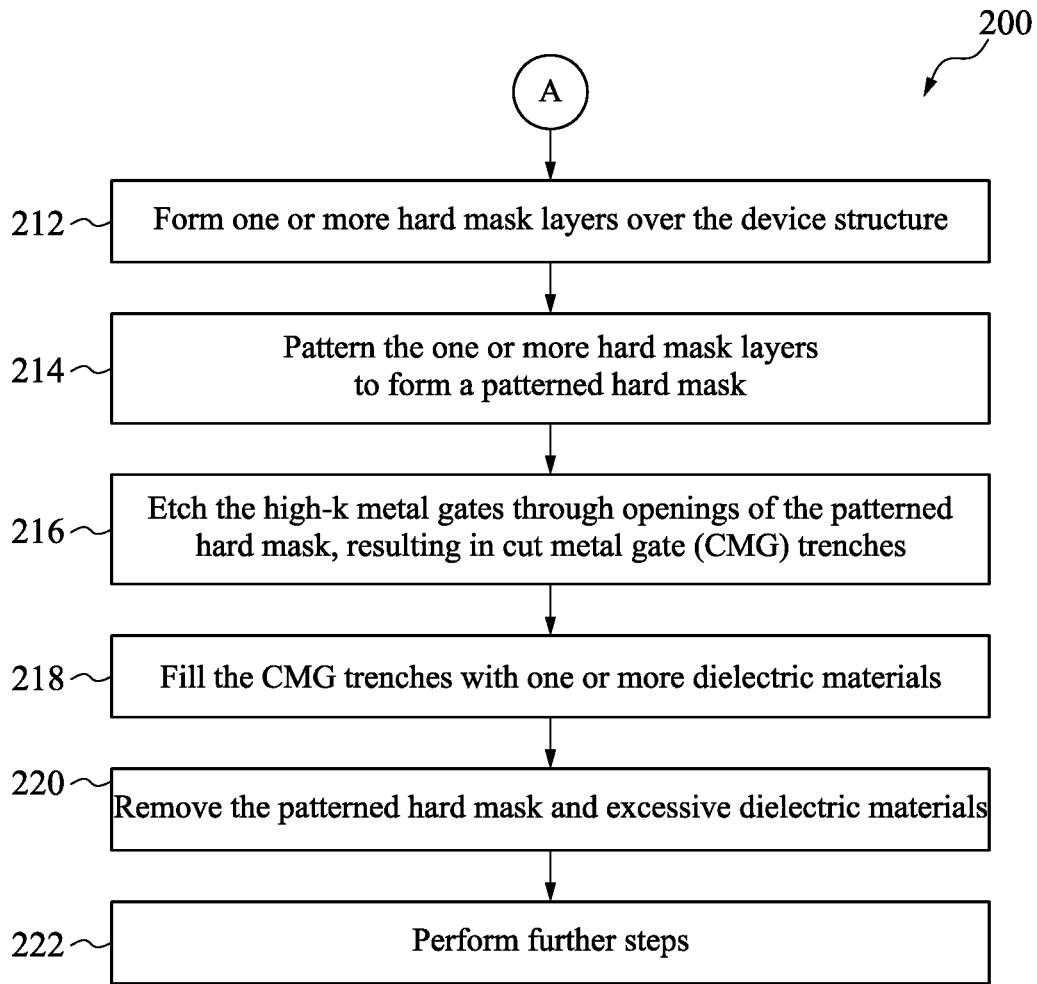 200
A
212
Form one or more hard mask layers over the device structure
214
Pattern the one or more hard mask layers
to form a patterned hard mask
216
Etch the high-k metal gates through openings of the patterned
hard mask, resulting in cut metal gate (CMG) trenches
218
Fill the CMG trenches with one or more dielectric materials
220
Remove the patterned hard mask and excessive dielectric materials
222
Perform further steps